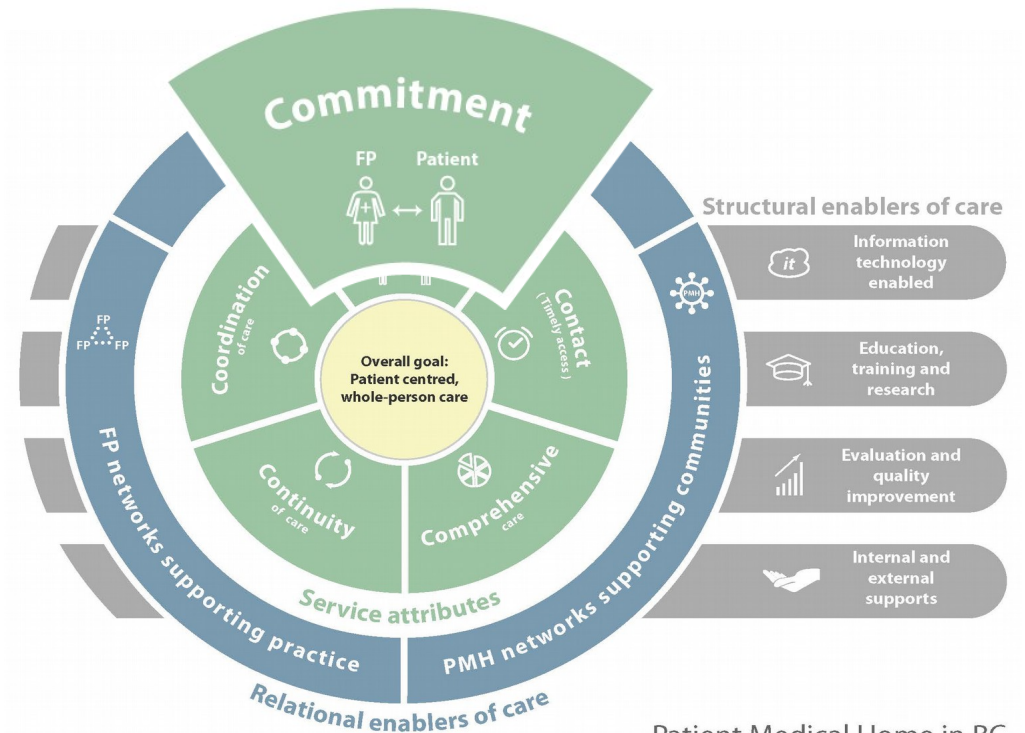 Commitment
FP
Patient
Structural enablers of care
it
Information
technology
enabled
PMH
Education,
training and
research
Evaluation and
quality
improvement
Internal and
external
supports
Coordination
of care
Contact
(Timely access)
Overall goal:
Patient centred,
whole-person care
Continuity
of care
Comprehensive
care
FP
FP FP
FP networks supporting practice
PMH networks supporting communities
Service attributes
Relational enablers of care
Patient Medical Home in BC